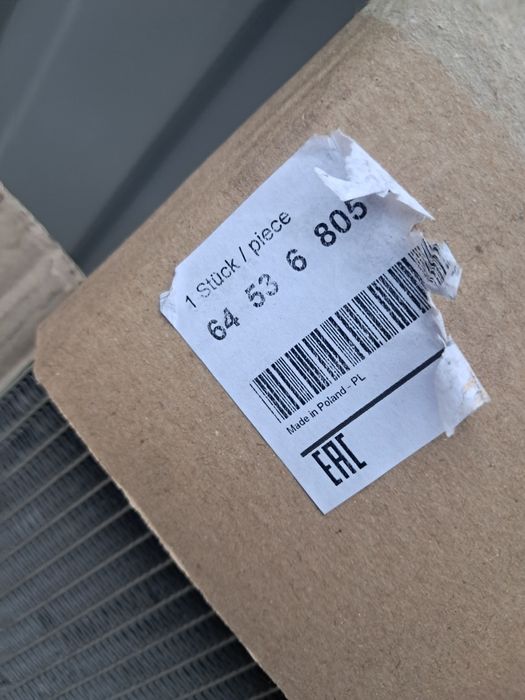 1 Stück / piece
64 53 6 805
Made in Poland - PL
EAC